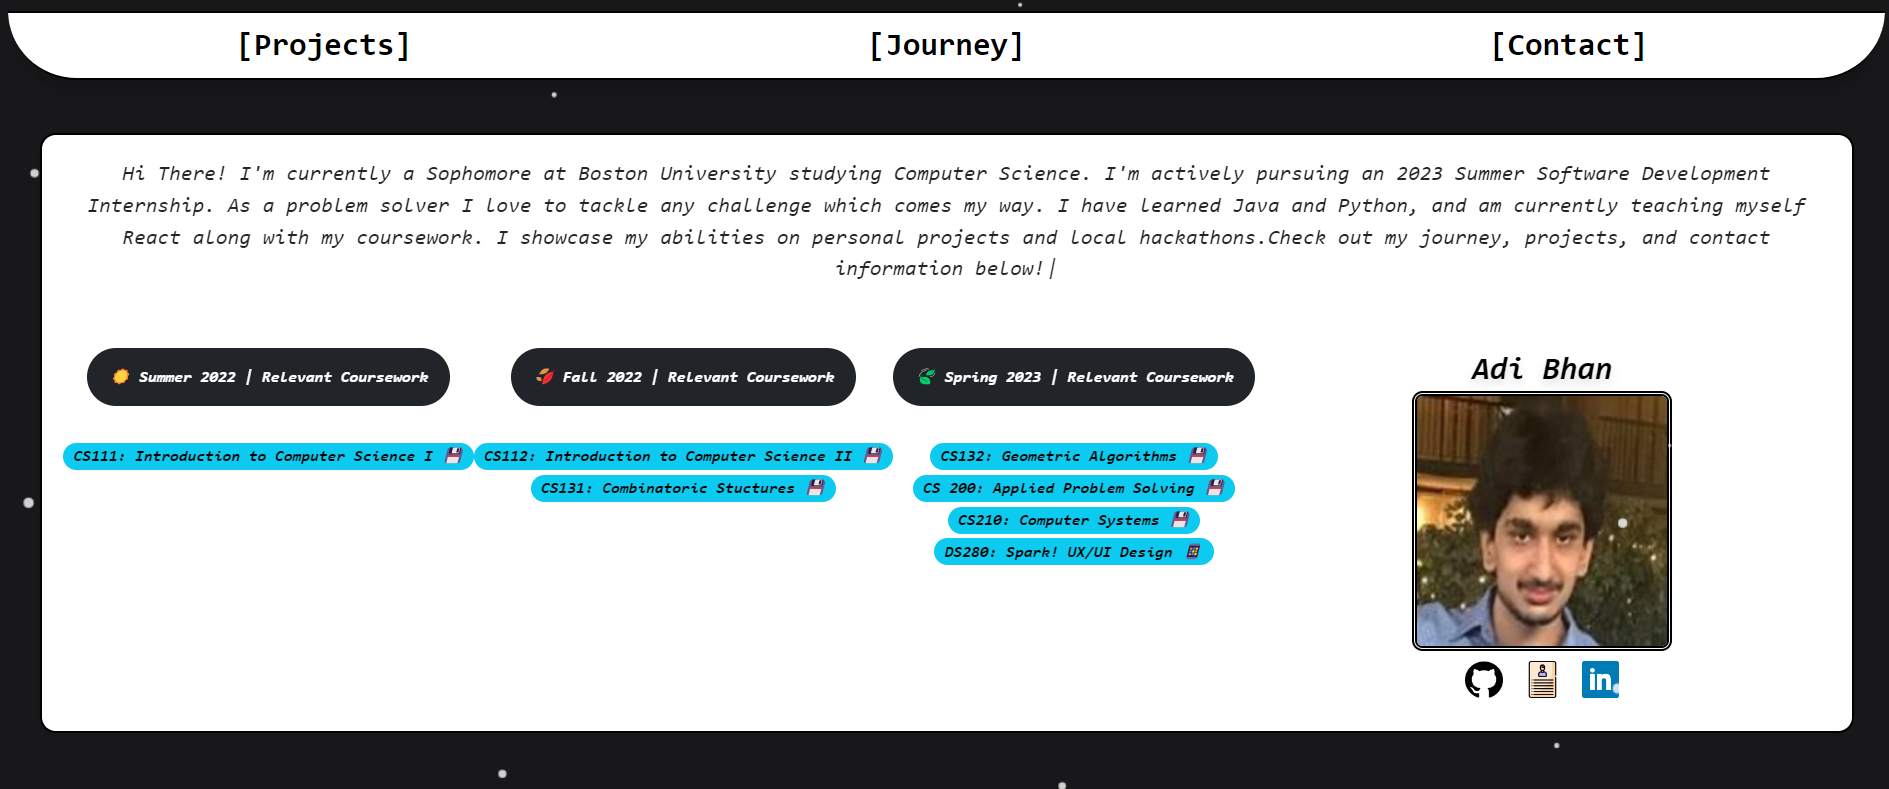 [Projects] [Journey] [Contact]
Hi There! I'm currently a Sophomore at Boston University studying Computer Science. I'm actively pursuing an 2023 Summer Software Development
Internship. As a problem solver I love to tackle any challenge which comes my way. I have learned Java and Python, and am currently teaching myself
React along with my coursework. I showcase my abilities on personal projects and local hackathons.Check out my journey, projects, and contact
information below!|
Summer 2022 | Relevant Coursework
CS111: Introduction to Computer Science I
Fall 2022 | Relevant Coursework
CS112: Introduction to Computer Science II
CS131: Combinatoric Stuctures
Spring 2023 | Relevant Coursework
CS132: Geometric Algorithms
CS 200: Applied Problem Solving
CS210: Computer Systems
DS280: Spark! UX/UI Design
Adi Bhan
in